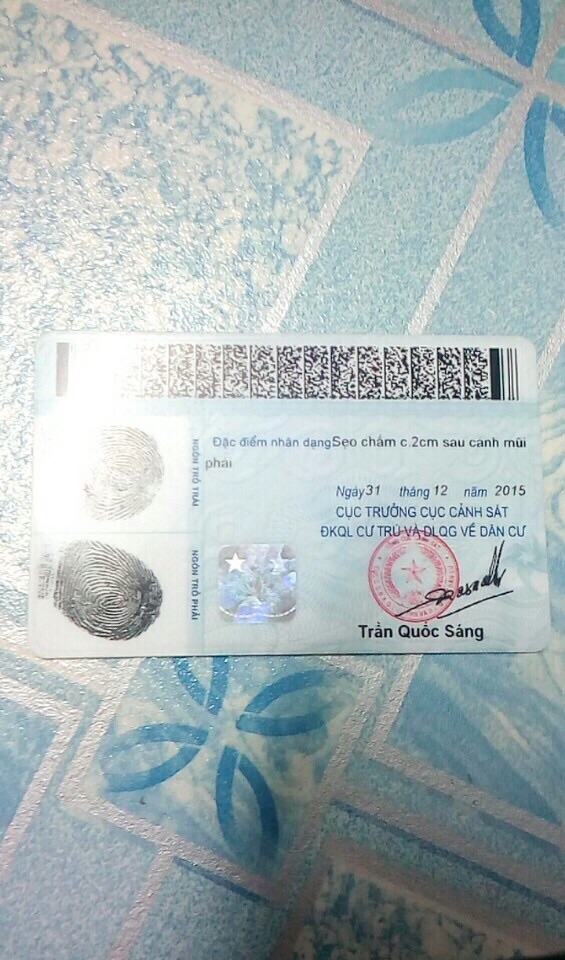 Đặc điểm nhân dạng Sẹo chấm c.2cm sau cánh mũi
phải
NGÓN TRỎ TRÁI
Ngày 31 tháng 12 năm 2015
CỤC TRƯỞNG CỤC CẢNH SÁT
ĐKQL CƯ TRÚ VÀ DLQG VỀ DÂN CƯ
NGÓN TRỎ PHẢI
Trần Quốc Sáng